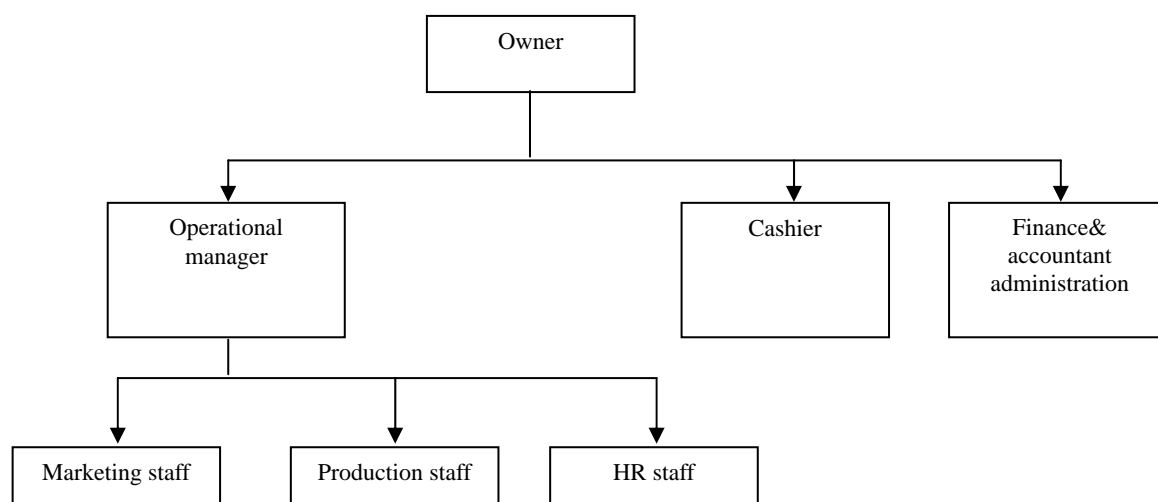 Owner
Operational
manager
Cashier
Finance&
accountant
administration
Marketing staff
Production staff
HR staff